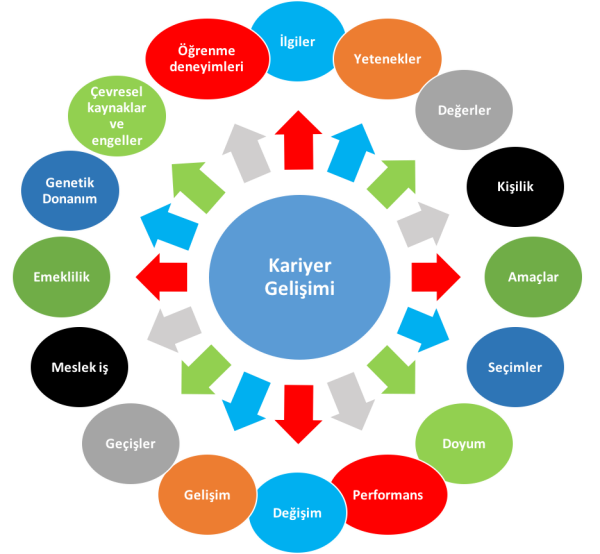 İlgiler
Yetenekler
Değerler
Kişilik
Amaçlar
Seçimler
Doyum
Performans
Değişim
Gelişim
Geçişler
Meslek iş
Emeklilik
Genetik
Donanım
Çevresel
kaynaklar
ve
engeller
Öğrenme
deneyimleri
Kariyer
Gelişimi